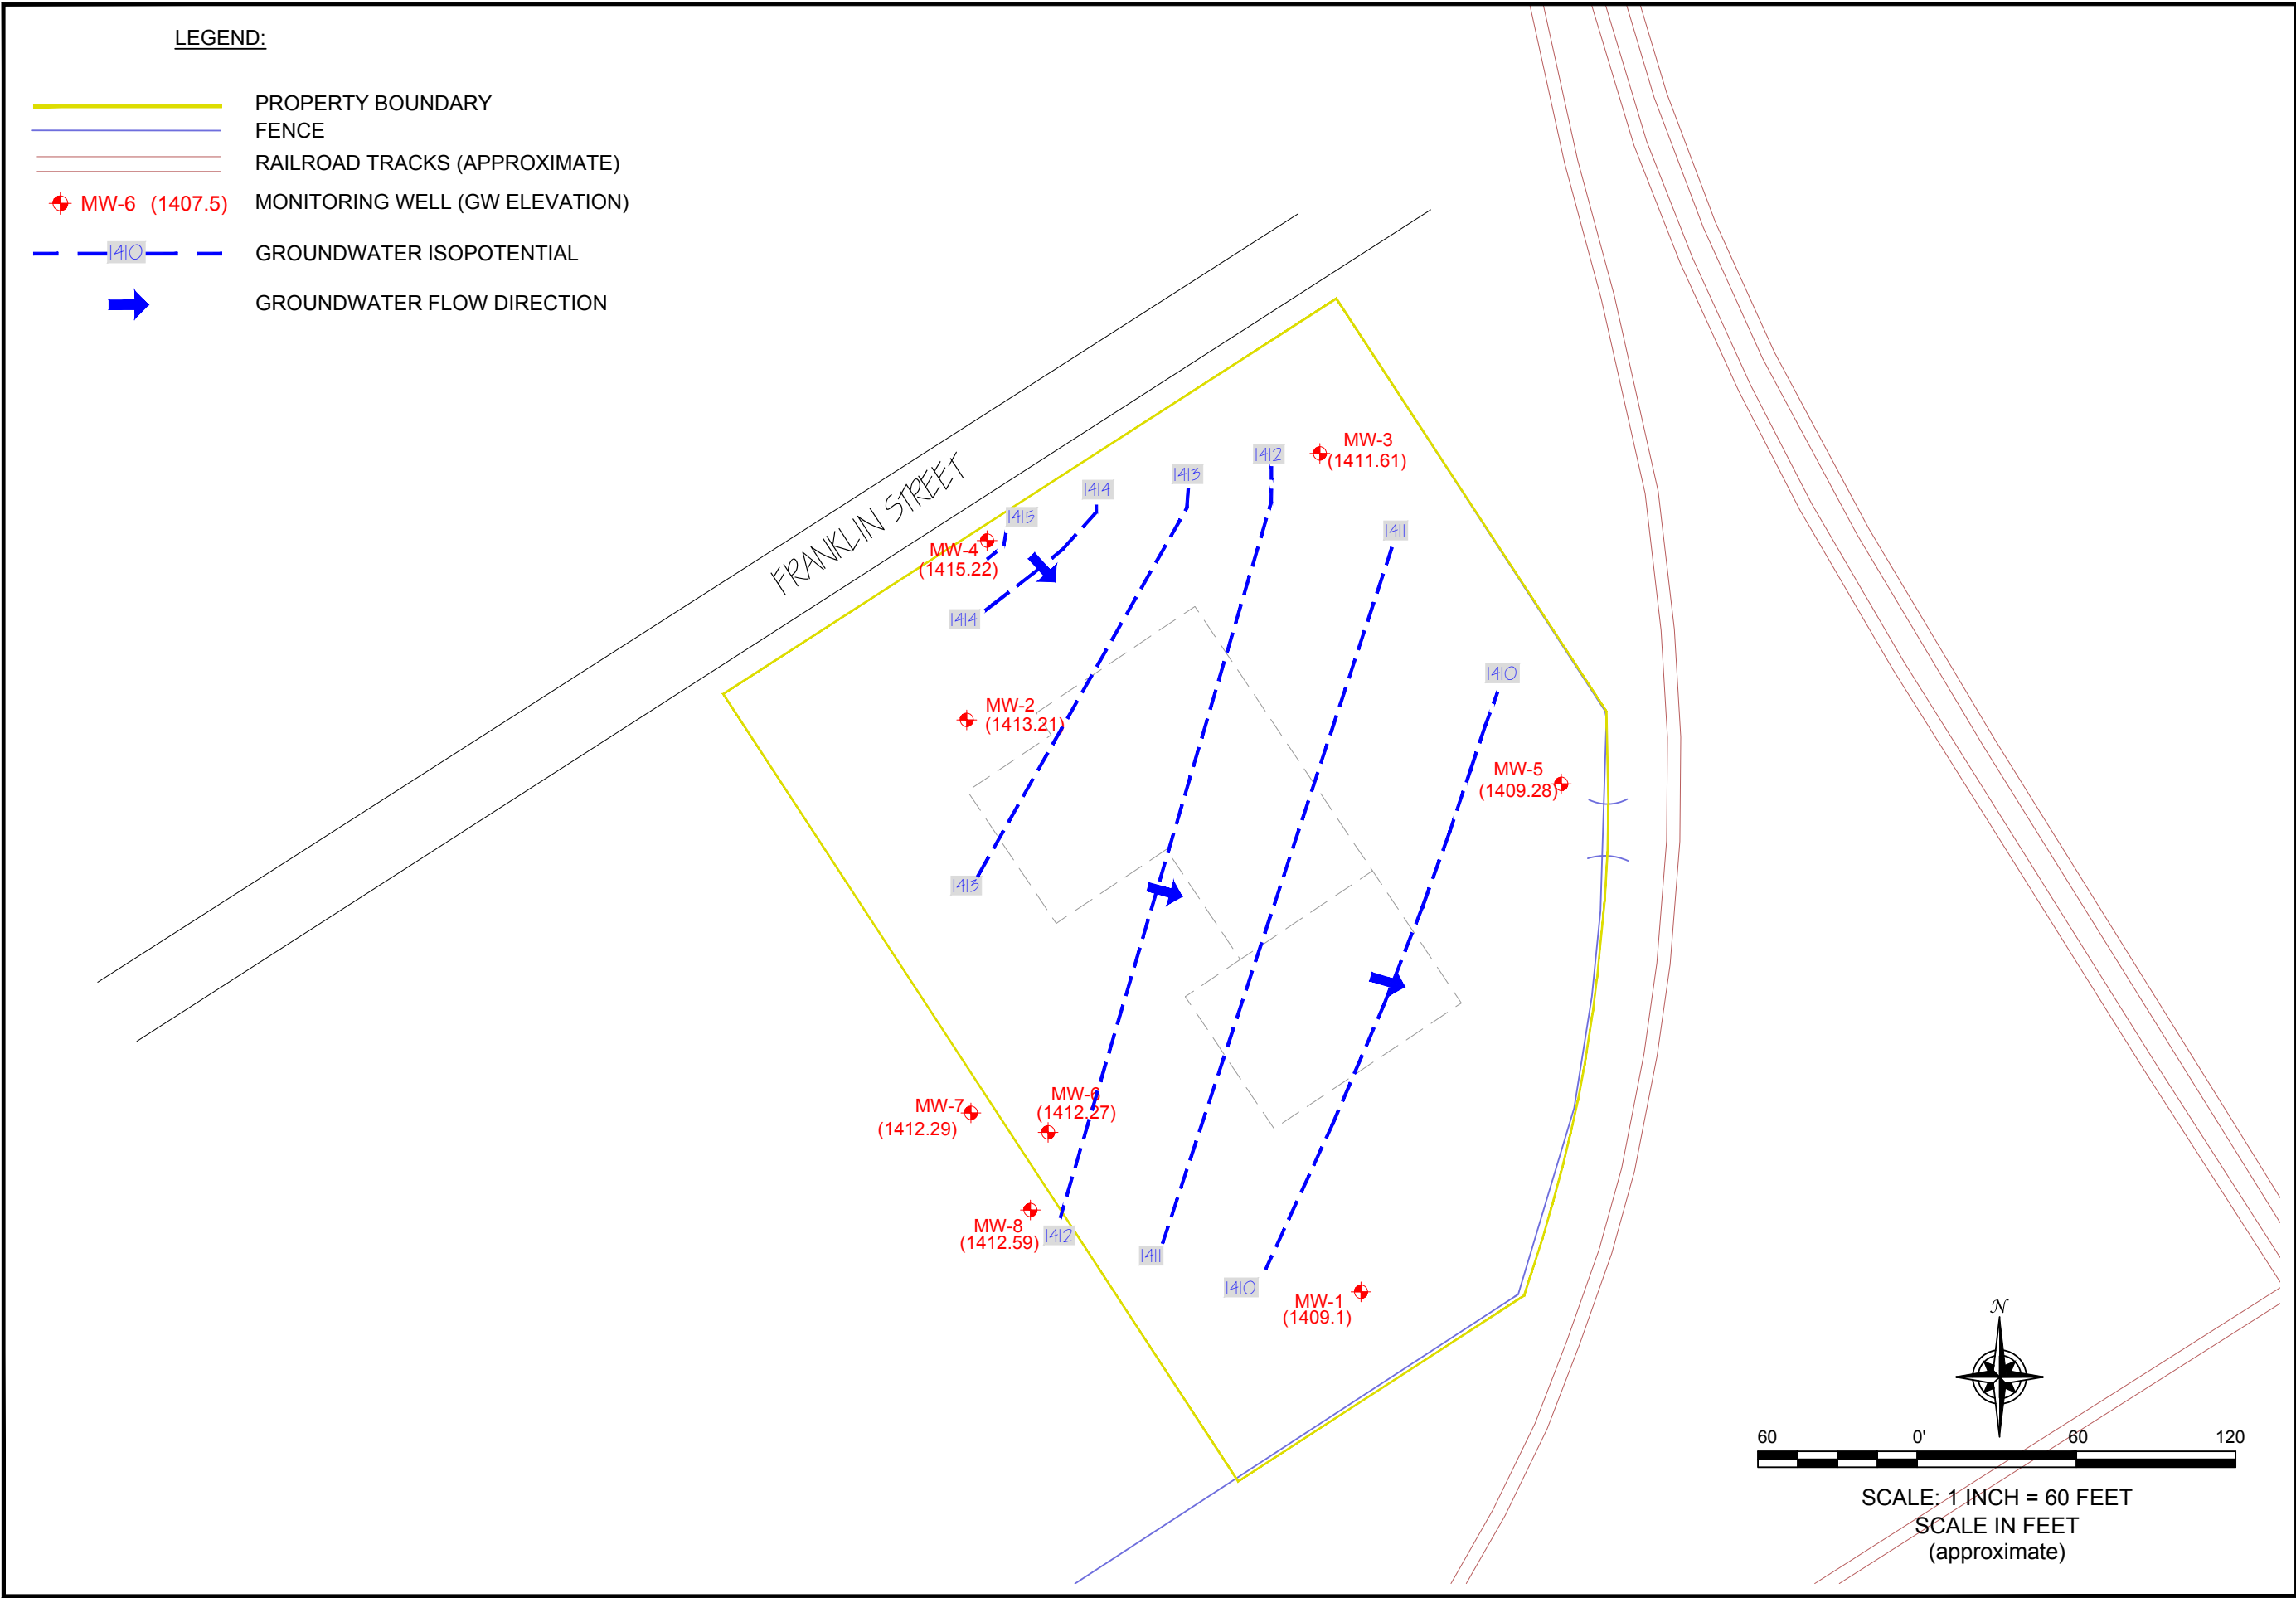 LEGEND:
PROPERTY BOUNDARY
FENCE
RAILROAD TRACKS (APPROXIMATE)
MW-6 (1407.5) MONITORING WELL (GW ELEVATION)
1410 GROUNDWATER ISOPOTENTIAL
GROUNDWATER FLOW DIRECTION
FRANKLIN STREET
MW-3
(1411.61)
1412
1413
1414
1415
1411
MW-4
(1415.22)
1414
1410
MW-2
(1413.21)
MW-5
(1409.28)
1413
MW-6
(1412.27)
MW-7
(1412.29)
MW-8
(1412.59)
1412
1411
1410
MW-1
(1409.1)
N
60 0' 60 120
SCALE: 1 INCH = 60 FEET
SCALE IN FEET
(approximate)